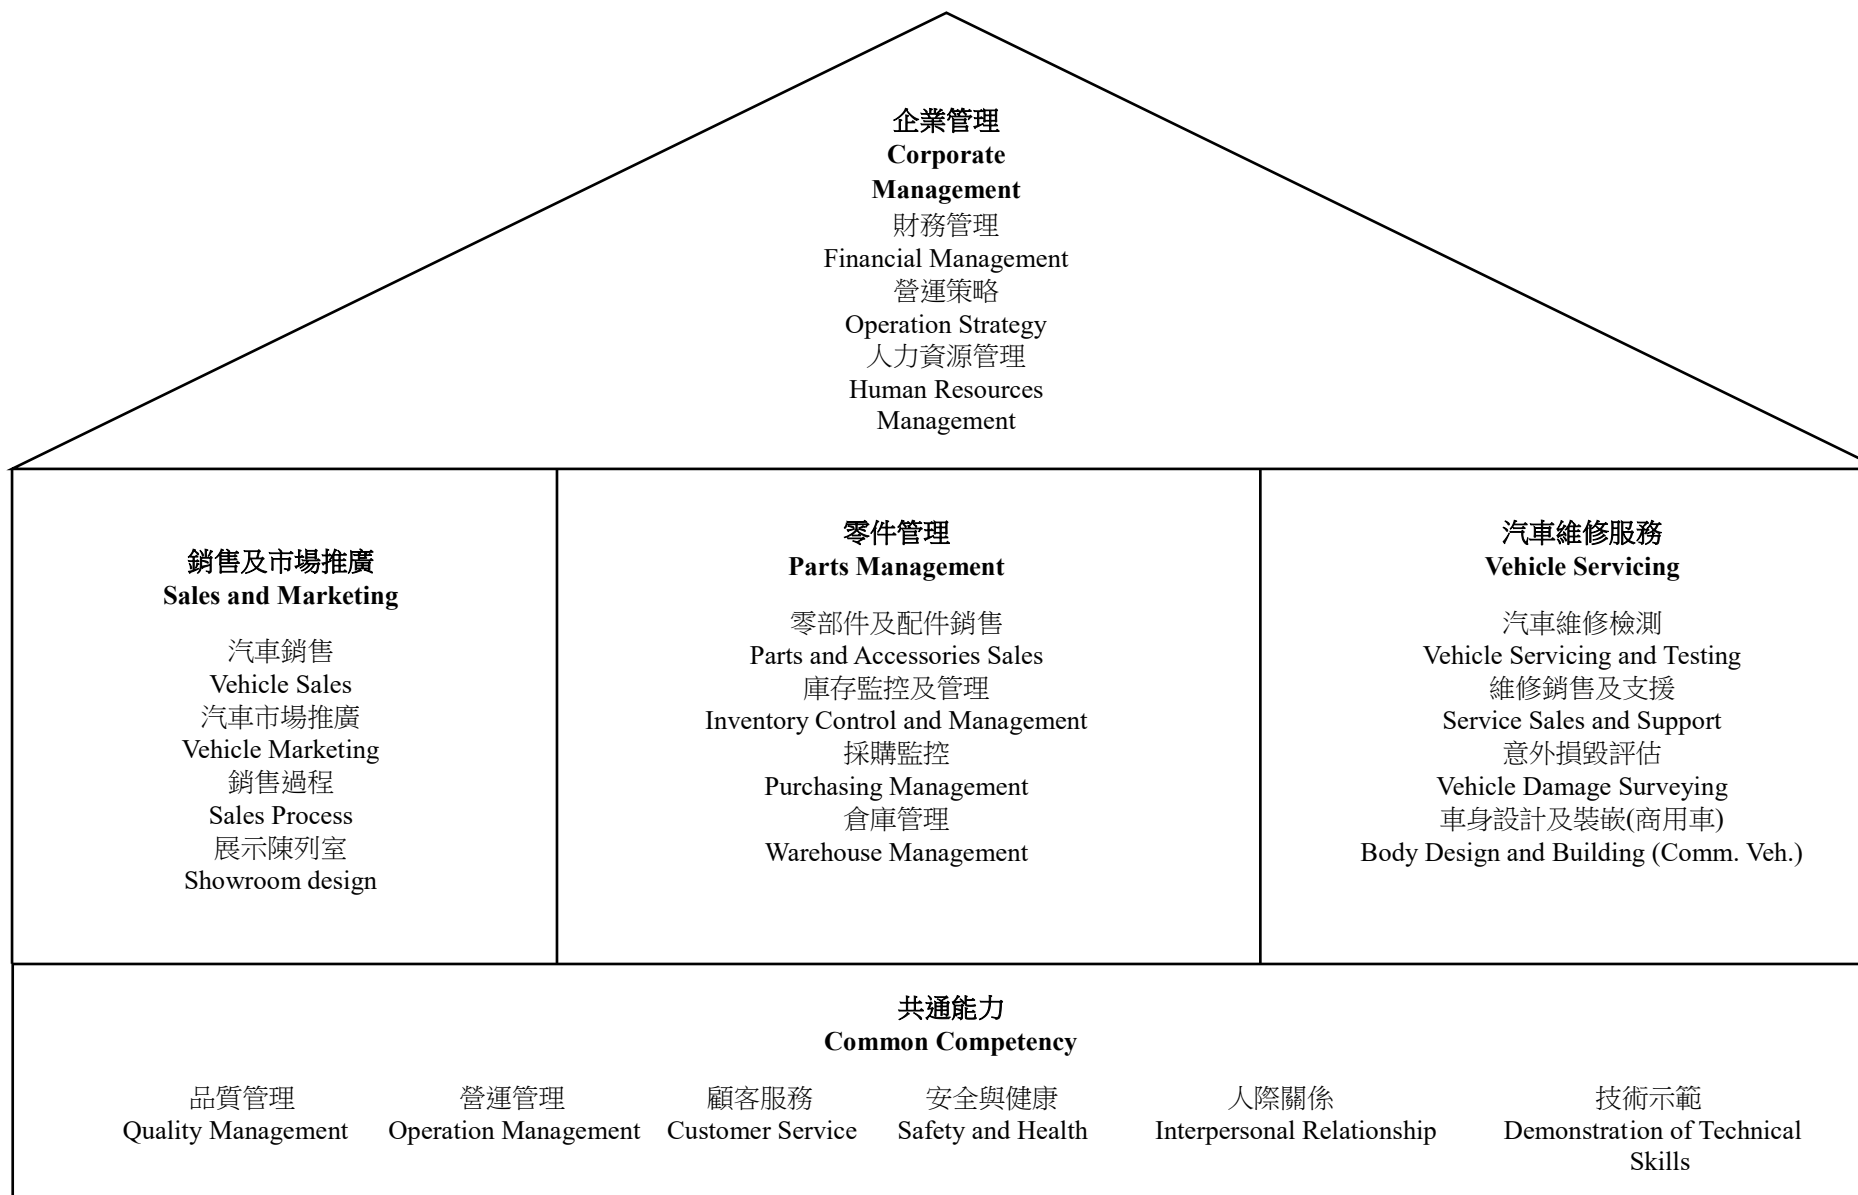 企業管理
Corporate
Management
財務管理
Financial Management
營運策略
Operation Strategy
人力資源管理
Human Resources
Management
銷售及市場推廣
Sales and Marketing
汽車銷售
Vehicle Sales
汽車市場推廣
Vehicle Marketing
銷售過程
Sales Process
展示陳列室
Showroom design
零件管理
Parts Management
零部件及配件銷售
Parts and Accessories Sales
庫存監控及管理
Inventory Control and Management
採購監控
Purchasing Management
倉庫管理
Warehouse Management
汽車維修服務
Vehicle Servicing
汽車維修檢測
Vehicle Servicing and Testing
維修銷售及支援
Service Sales and Support
意外損毀評估
Vehicle Damage Surveying
車身設計及裝嵌(商用車)
Body Design and Building (Comm. Veh.)
共通能力
Common Competency
品質管理
Quality Management
營運管理
Operation Management
顧客服務
Customer Service
安全與健康
Safety and Health
人際關係
Interpersonal Relationship
技術示範
Demonstration of Technical
Skills